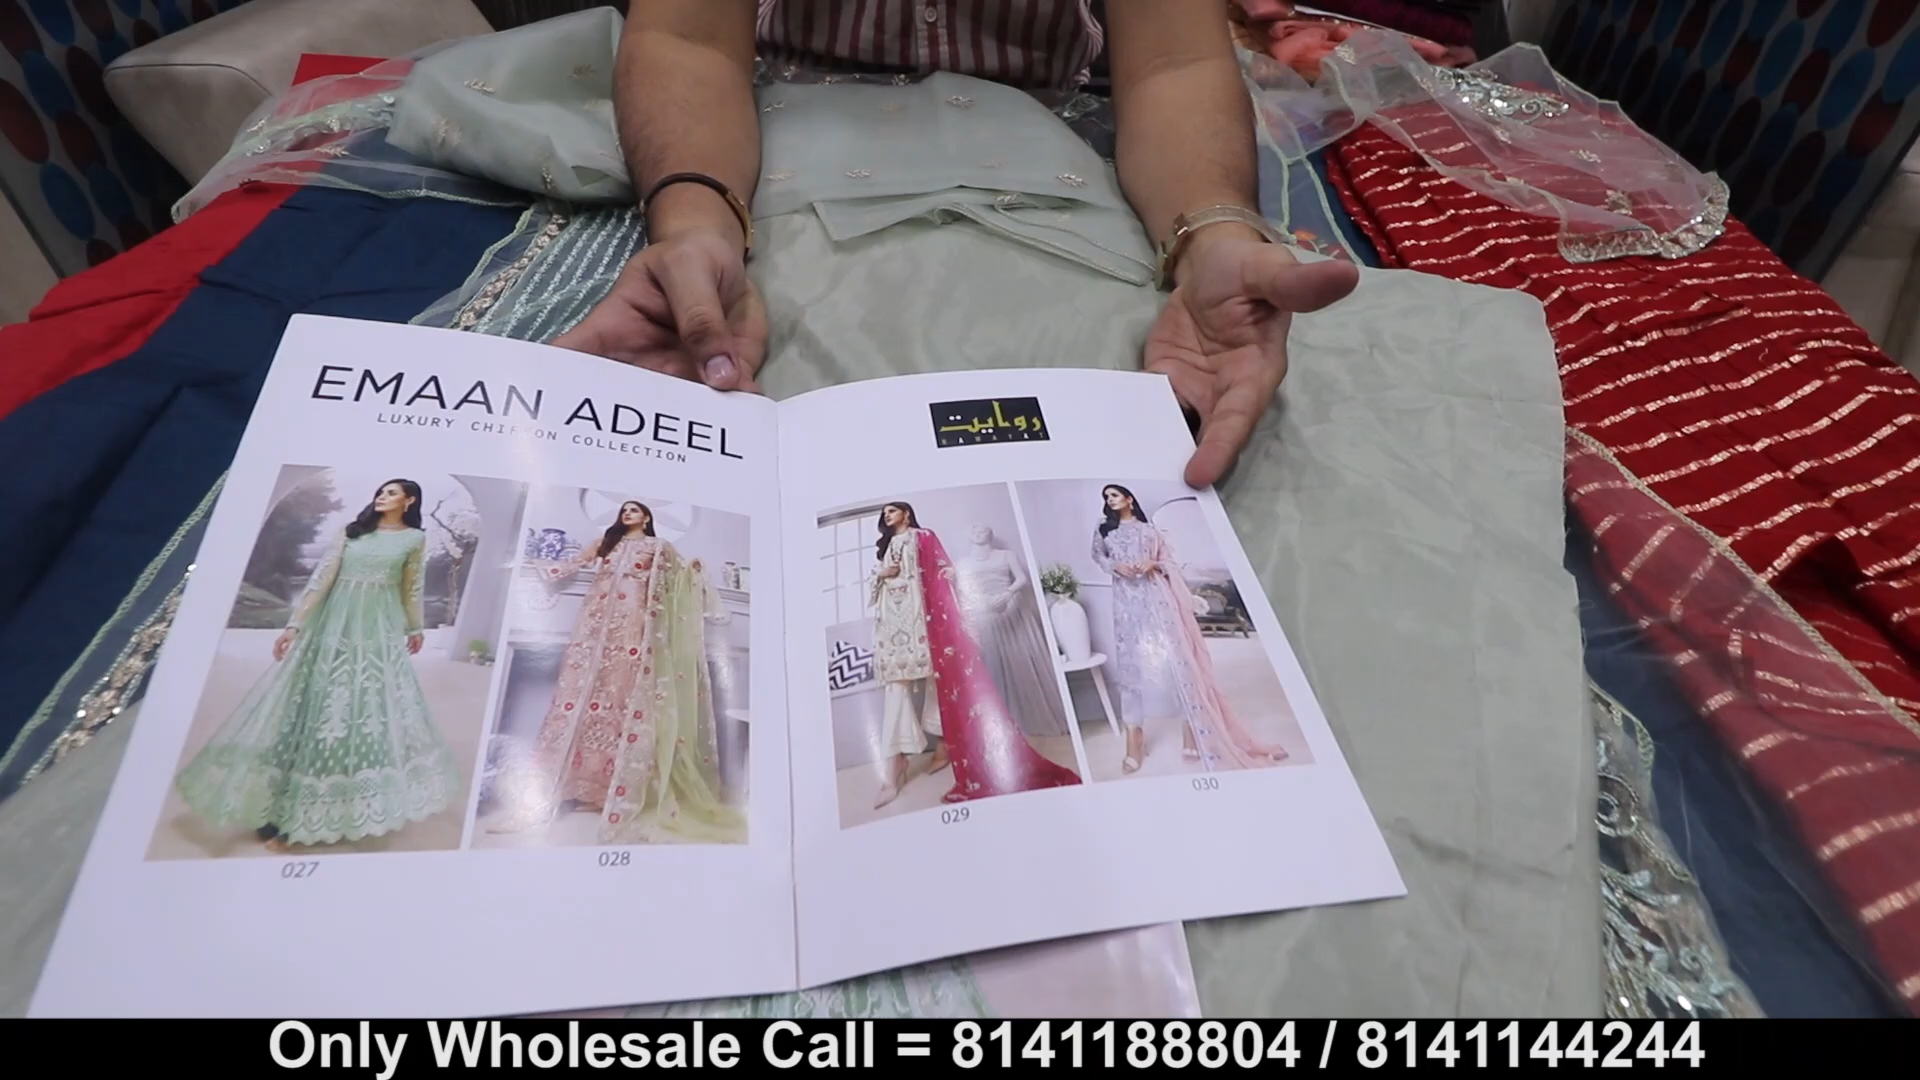 EMAAN ADEEL
LUXURY CHIFFON COLLECTION
روایت
RAWAYAT
027
028
029
030
Only Wholesale Call = 8141188804 / 8141144244